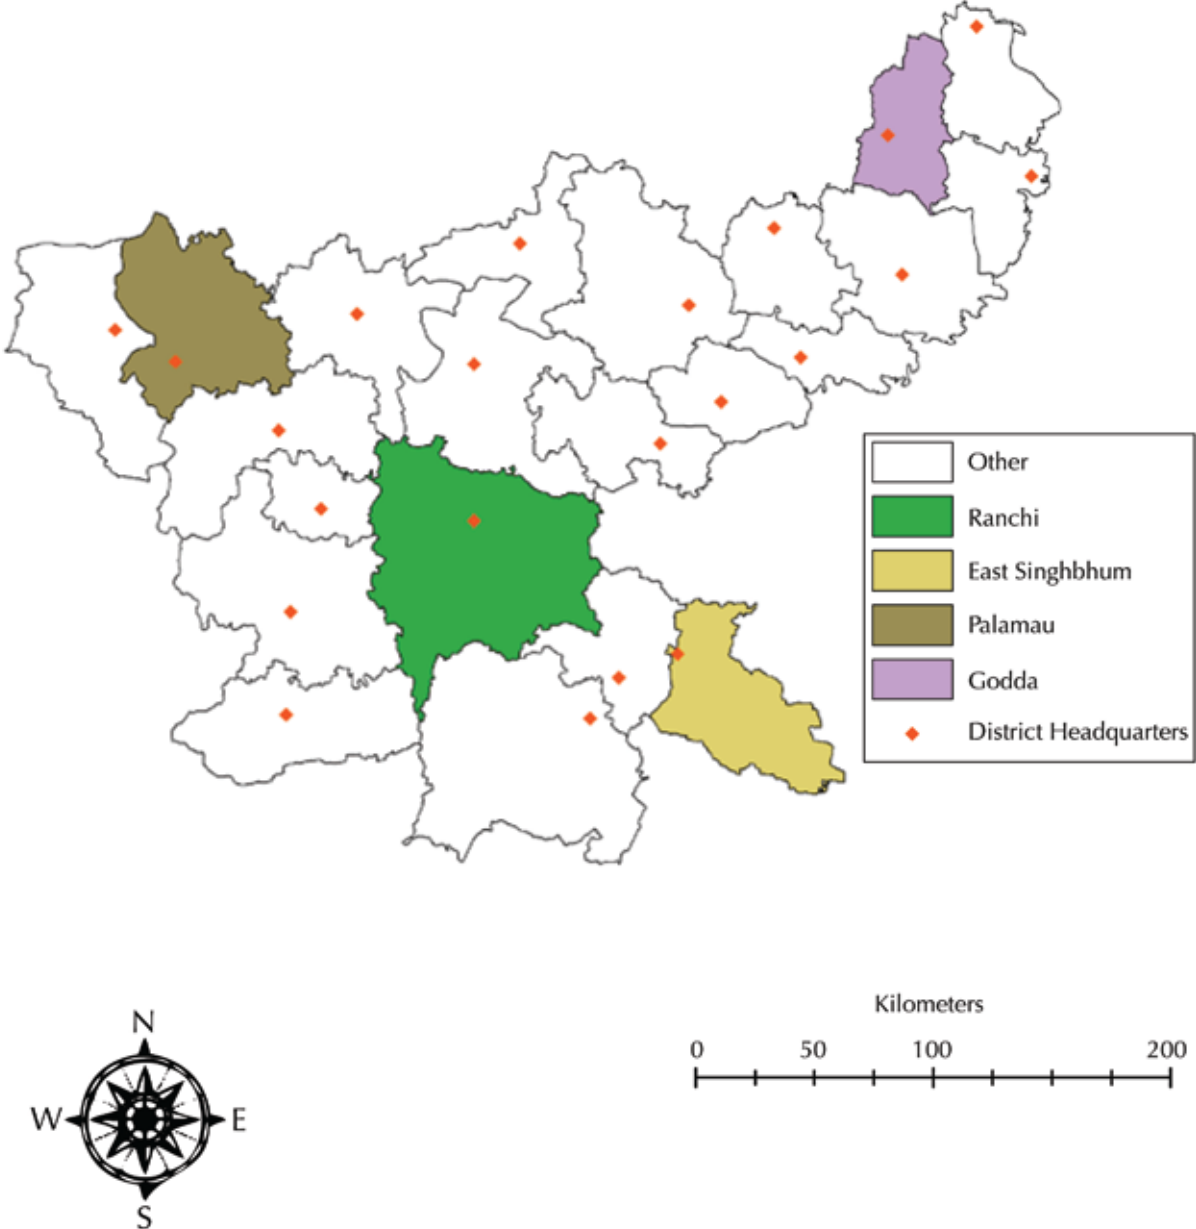 Other
Ranchi
East Singhbhum
Palamau
Godda
District Headquarters
Kilometers
0 50 100 200
N
W E
S